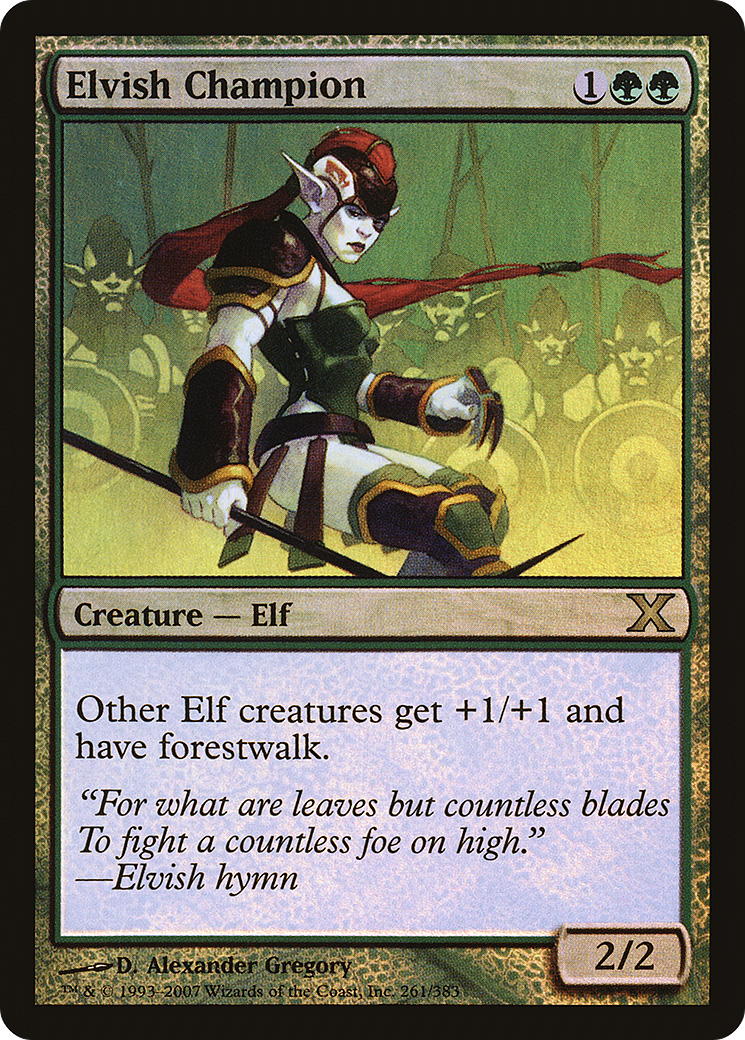 Elvish Champion 1
Creature — Elf X
Other Elf creatures get +1/+1 and
have forestwalk.
“For what are leaves but countless blades
To fight a countless foe on high.”
—Elvish hymn
2/2
D. Alexander Gregory
™ & © 1993–2007 Wizards of the Coast, Inc. 261/383